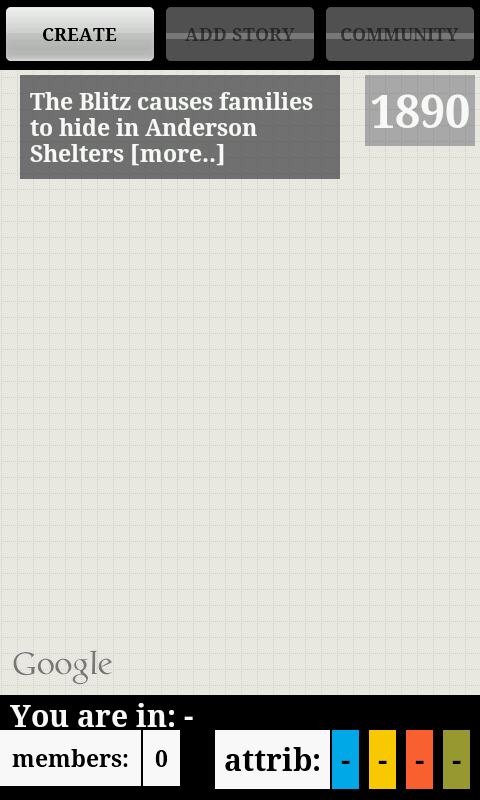 CREATE ADD STORY COMMUNITY
The Blitz causes families
to hide in Anderson
Shelters [more..]
1890
Google
You are in: -
members: 0 attrib: - - - -